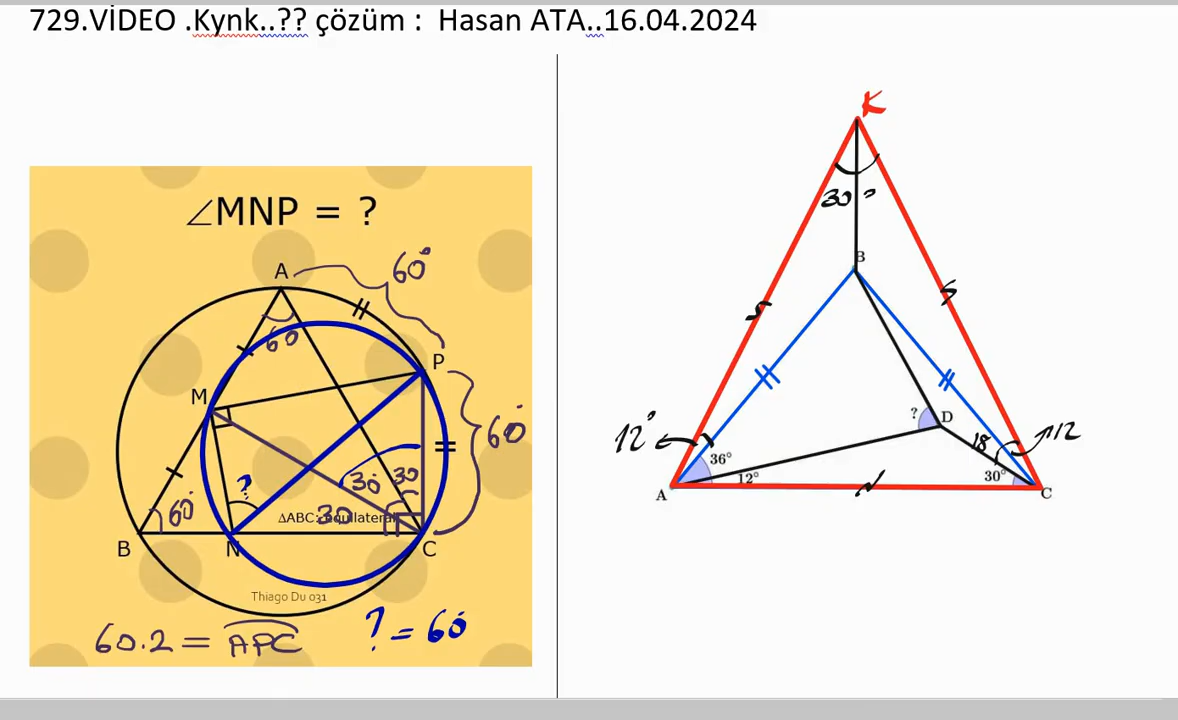 729.VİDEO .Kynk..?? çözüm : Hasan ATA..16.04.2024
∠MNP = ?
A
60°
60
P
M
60°
?
30
30
60°
30
ΔABC: equilateral
B
N
C
Thiago Du 031
60.2 = APC
? = 60°
K
30°
B
S
S
12°
36°
12°
A
?
D
18
12
30°
C